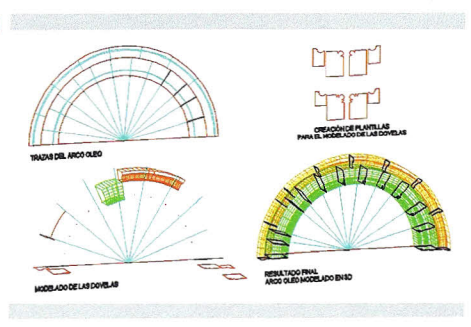 TRAZAS DEL ARCO OLEO
CREACIÓN DE PLANTILLAS
PARA EL MODELADO DE LAS DOVELAS
MODELADO DE LAS DOVELAS
RESULTADO FINAL
ARCO OLEO MODELADO EN 3D